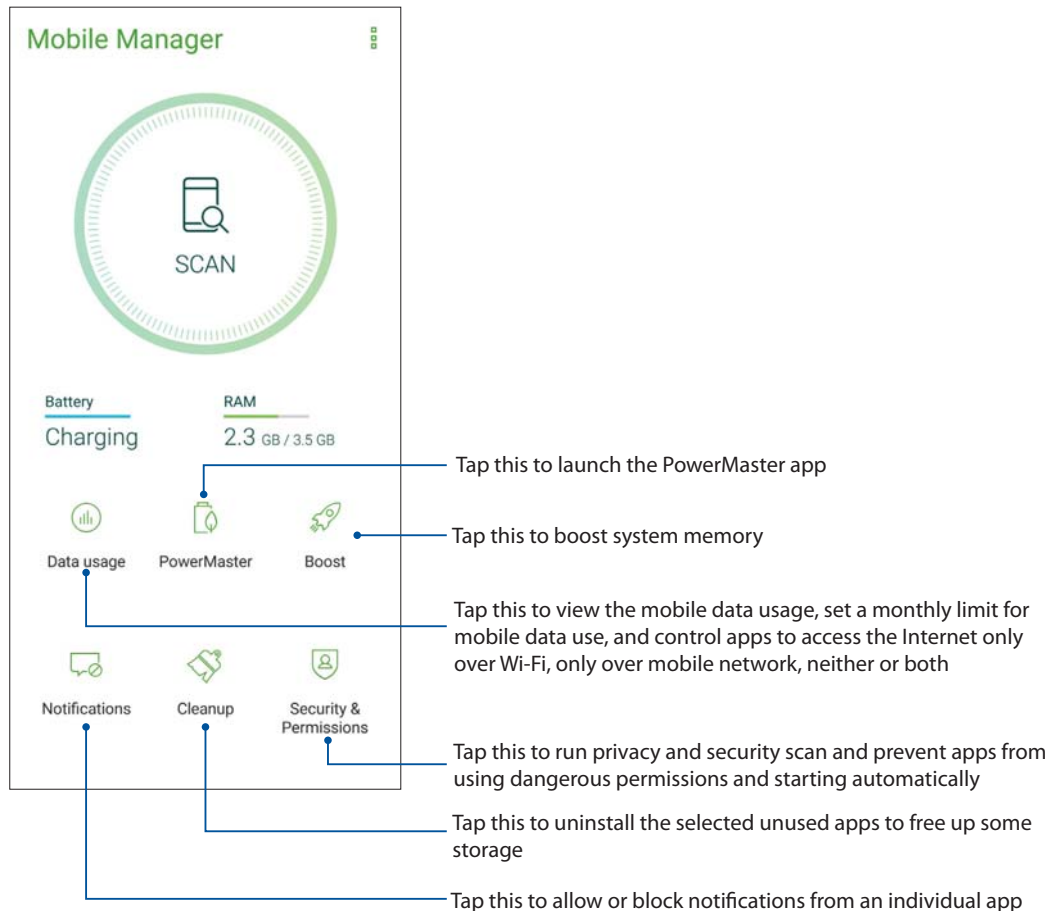 Mobile Manager
SCAN
Battery
RAM
Charging
2.3 GB / 3.5 GB
Tap this to launch the PowerMaster app
Tap this to boost system memory
Data usage
PowerMaster
Boost
Tap this to view the mobile data usage, set a monthly limit for
mobile data use, and control apps to access the Internet only
over Wi-Fi, only over mobile network, neither or both
Notifications
Cleanup
Security &
Permissions
Tap this to run privacy and security scan and prevent apps from
using dangerous permissions and starting automatically
Tap this to uninstall the selected unused apps to free up some
storage
Tap this to allow or block notifications from an individual app